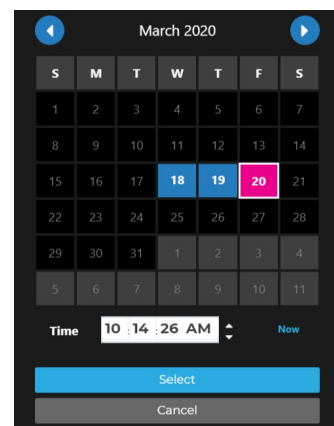 March 2020
S M T W T F S
1 2 3 4 5 6 7
8 9 10 11 12 13 14
15 16 17 18 19 20 21
22 23 24 25 26 27 28
29 30 31 1 2 3 4
5 6 7 8 9 10 11
Time 10 : 14 : 26 AM Now
Select
Cancel